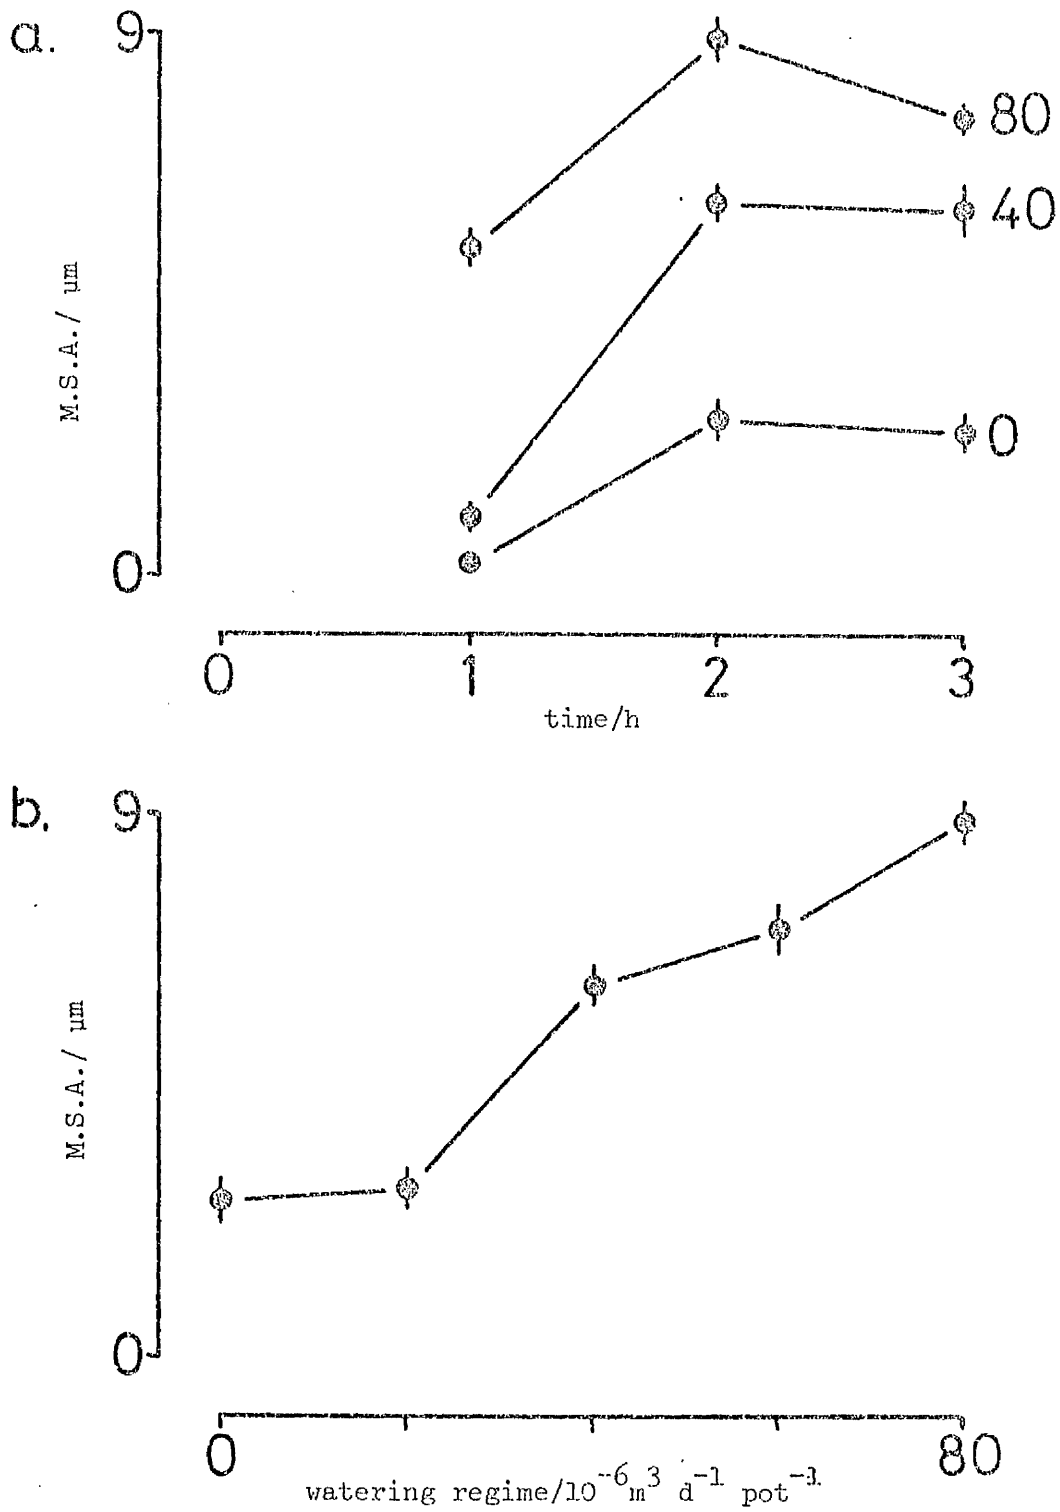 a.
9
80
40
M.S.A./ µm
0
0
0 1 2 3
time/h
b.
9
M.S.A./ µm
0
0 80
watering regime/10⁻⁶m³ d⁻¹ pot⁻¹